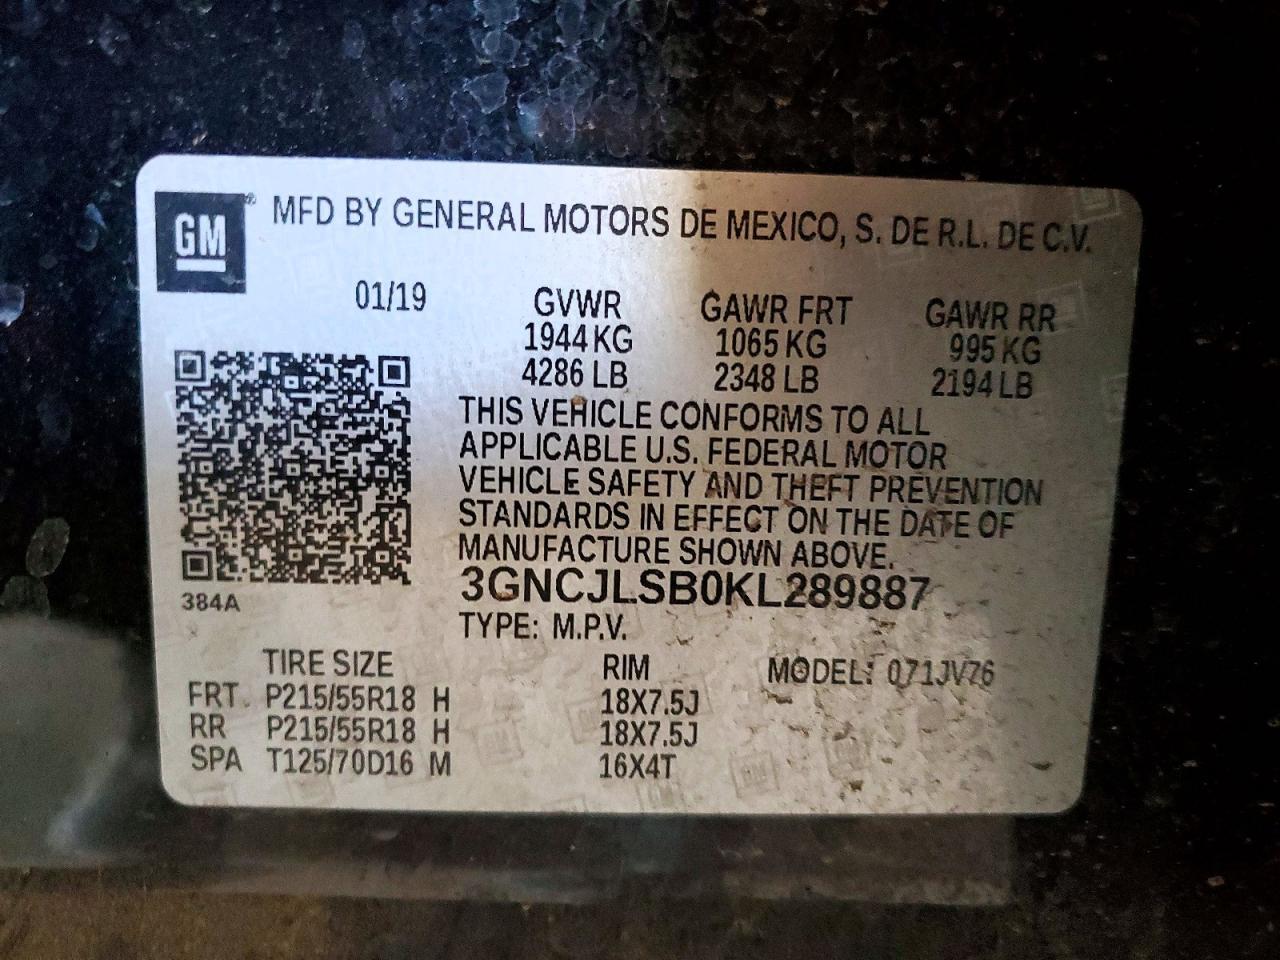 GM® MFD BY GENERAL MOTORS DE MEXICO, S. DE R.L. DE C.V.
01/19 GVWR GAWR FRT GAWR RR
1944 KG 1065 KG 995 KG
4286 LB 2348 LB 2194 LB
THIS VEHICLE CONFORMS TO ALL
APPLICABLE U.S. FEDERAL MOTOR
VEHICLE SAFETY AND THEFT PREVENTION
STANDARDS IN EFFECT ON THE DATE OF
MANUFACTURE SHOWN ABOVE.
3GNCJLSB0KL289887
384A
TYPE: M.P.V.
TIRE SIZE RIM MODEL: Q71JV76
FRT. P215/55R18 H 18X7.5J
RR P215/55R18 H 18X7.5J
SPA T125/70D16 M 16X4T